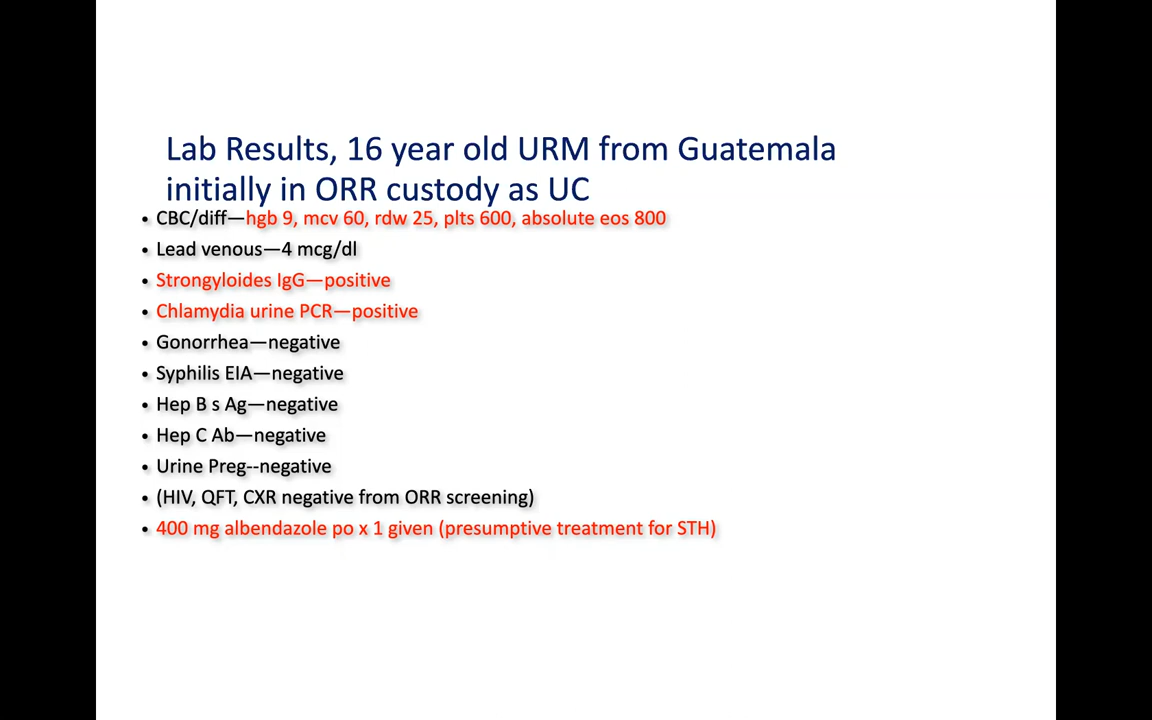 Lab Results, 16 year old URM from Guatemala
initially in ORR custody as UC
• CBC/diff—hgb 9, mcv 60, rdw 25, plts 600, absolute eos 800
• Lead venous—4 mcg/dl
• Strongyloides IgG—positive
• Chlamydia urine PCR—positive
• Gonorrhea—negative
• Syphilis EIA—negative
• Hep B s Ag—negative
• Hep C Ab—negative
• Urine Preg--negative
• (HIV, QFT, CXR negative from ORR screening)
• 400 mg albendazole po x 1 given (presumptive treatment for STH)